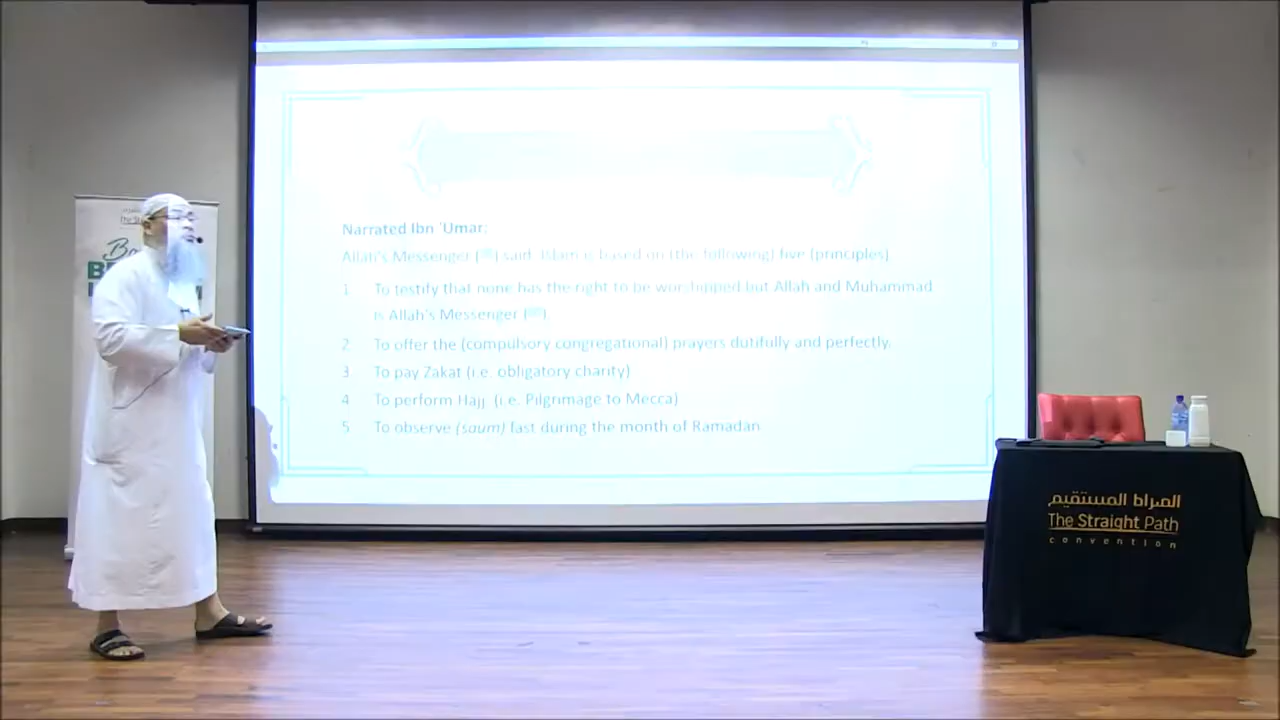 Narrated Ibn 'Umar:
Allah's Messenger (ﷺ) said: Islam is based on (the following) five (principles)
1. To testify that none has the right to be worshipped but Allah and Muhammad
is Allah's Messenger (ﷺ).
2. To offer the (compulsory congregational) prayers dutifully and perfectly.
3. To pay Zakat (i.e. obligatory charity)
4. To perform Hajj (i.e. Pilgrimage to Mecca)
5. To observe (saum) fast during the month of Ramadan
الصراط المستقيم
The Straight Path
convention